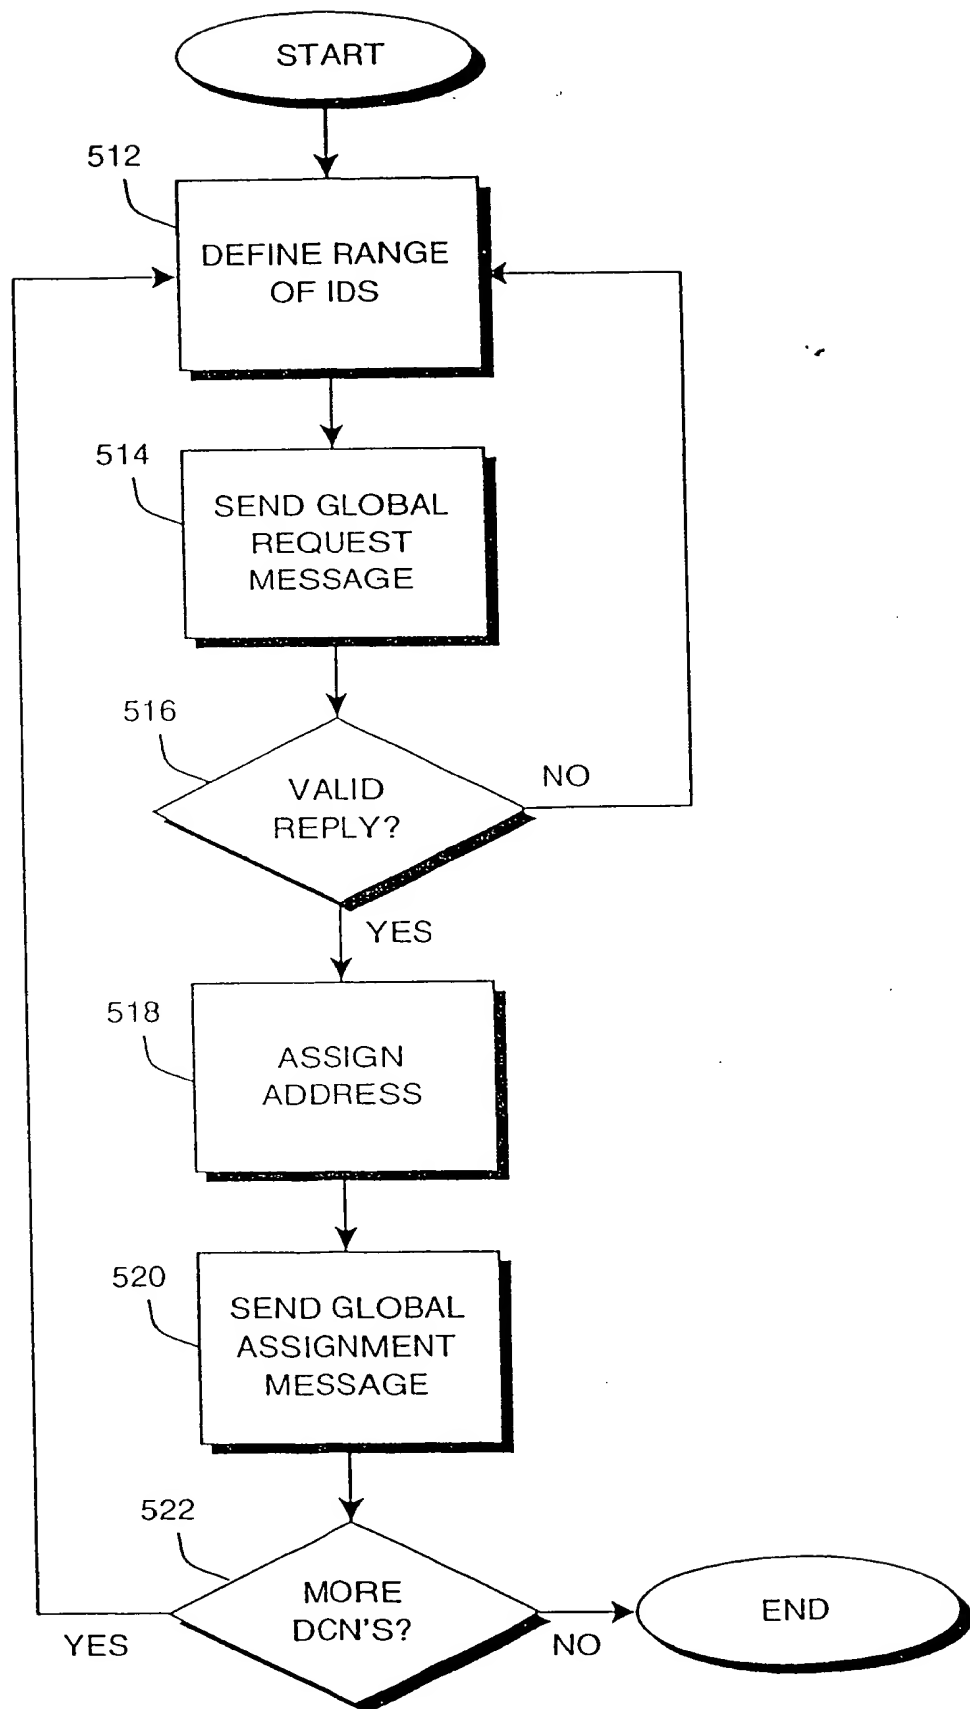 START
512
DEFINE RANGE
OF IDS
514
SEND GLOBAL
REQUEST
MESSAGE
516
VALID
REPLY?
NO
YES
518
ASSIGN
ADDRESS
520
SEND GLOBAL
ASSIGNMENT
MESSAGE
522
MORE
DCN'S?
YES
NO
END